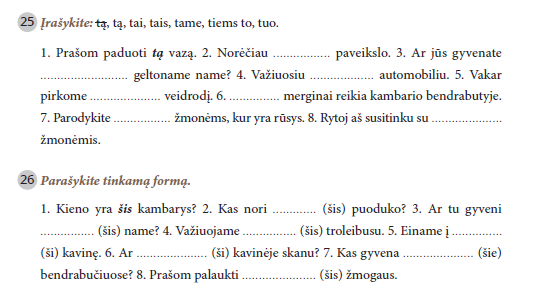 25 Įrašykite: tą, tą, tai, tais, tame, tiems to, tuo.
1. Prašom paduoti tą vazą. 2. Norėčiau ................. paveikslo. 3. Ar jūs gyvenate
.......................... geltoname name? 4. Važiuosiu ................... automobiliu. 5. Vakar
pirkome ..................... veidrodį. 6. ............... merginai reikia kambario bendrabutyje.
7. Parodykite ................. žmonėms, kur yra rūsys. 8. Rytoj aš susitinku su .....................
žmonėmis.
26 Parašykite tinkamą formą.
1. Kieno yra šis kambarys? 2. Kas nori ............. (šis) puoduko? 3. Ar tu gyveni
................ (šis) name? 4. Važiuojame ................ (šis) troleibusu. 5. Einame į ...............
(ši) kavinę. 6. Ar ..................... (ši) kavinėje skanu? 7. Kas gyvena ..................... (šie)
bendrabučiuose? 8. Prašom palaukti ...................... (šis) žmogaus.